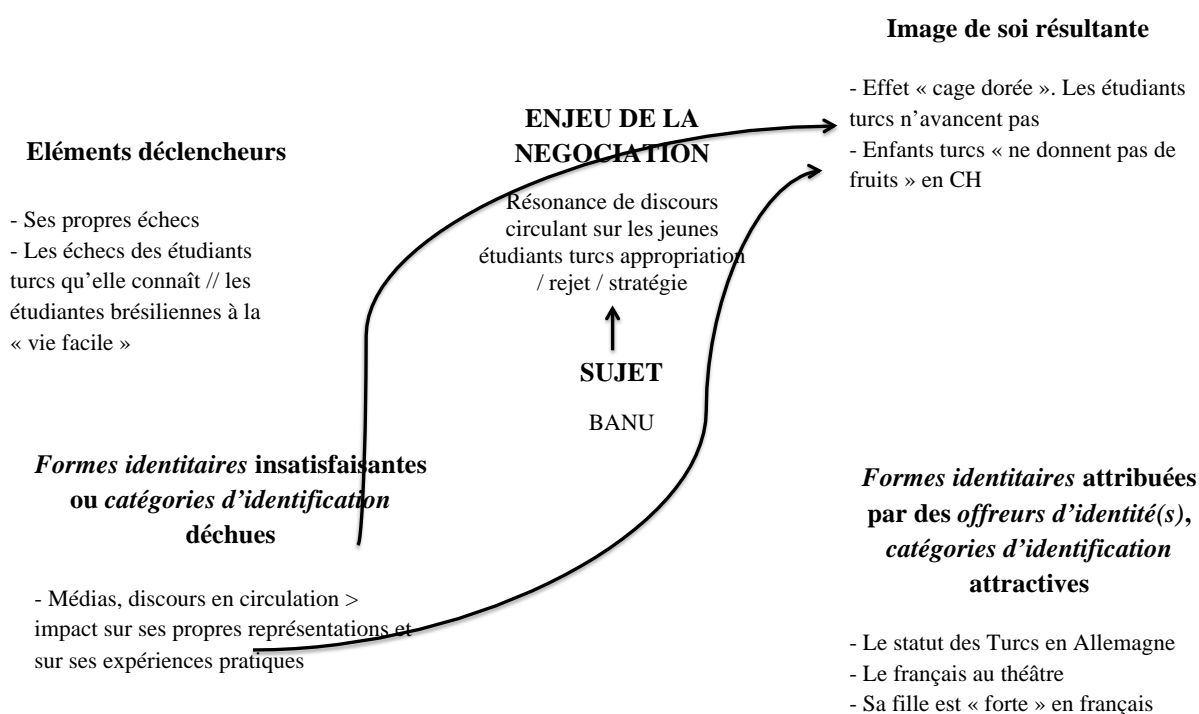 Image de soi résultante
- Effet « cage dorée ». Les étudiants
turcs n’avancent pas
- Enfants turcs « ne donnent pas de
fruits » en CH
ENJEU DE LA
NEGOCIATION
Résonance de discours
circulant sur les jeunes
étudiants turcs appropriation
/ rejet / stratégie
Eléments déclencheurs
- Ses propres échecs
- Les échecs des étudiants
turcs qu’elle connaît // les
étudiantes brésiliennes à la
« vie facile »
SUJET
BANU
Formes identitaires insatisfaisantes
ou catégories d’identification
déchues
- Médias, discours en circulation >
impact sur ses propres représentations et
sur ses expériences pratiques
Formes identitaires attribuées
par des offreurs d’identité(s),
catégories d’identification
attractives
- Le statut des Turcs en Allemagne
- Le français au théâtre
- Sa fille est « forte » en français